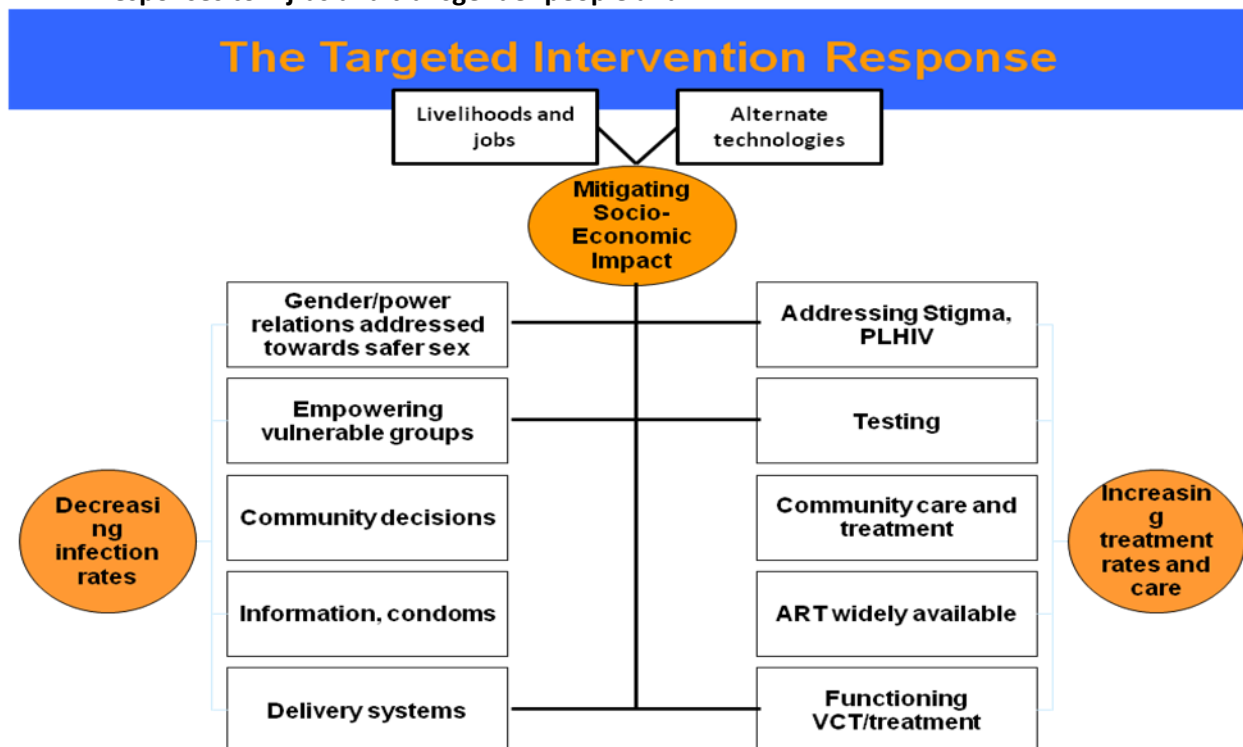 The Targeted Intervention Response
Livelihoods and
jobs
Alternate
technologies
Mitigating
Socio-
Economic
Impact
Gender/power
relations addressed
towards safer sex
Addressing Stigma,
PLHIV
Empowering
vulnerable groups
Testing
Decreasi
ng
infection
rates
Community decisions
Community care and
treatment
Increasin
g
treatment
rates and
care
Information, condoms
ART widely available
Delivery systems
Functioning
VCT/treatment